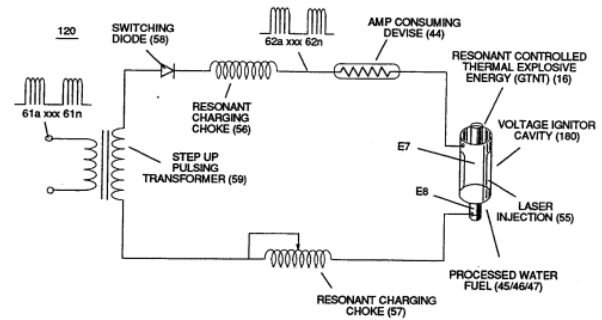 120
SWITCHING
DIODE (58)
62a xxx 62n
AMP CONSUMING
DEVISE (44)
RESONANT CONTROLLED
THERMAL EXPLOSIVE
ENERGY (GTNT) (16)
61a xxx 61n
RESONANT
CHARGING
CHOKE (56)
VOLTAGE IGNITOR
CAVITY (180)
E7
STEP UP
PULSING
TRANSFORMER (59)
E8
LASER
INJECTION (55)
PROCESSED WATER
FUEL (45/46/47)
RESONANT CHARGING
CHOKE (57)